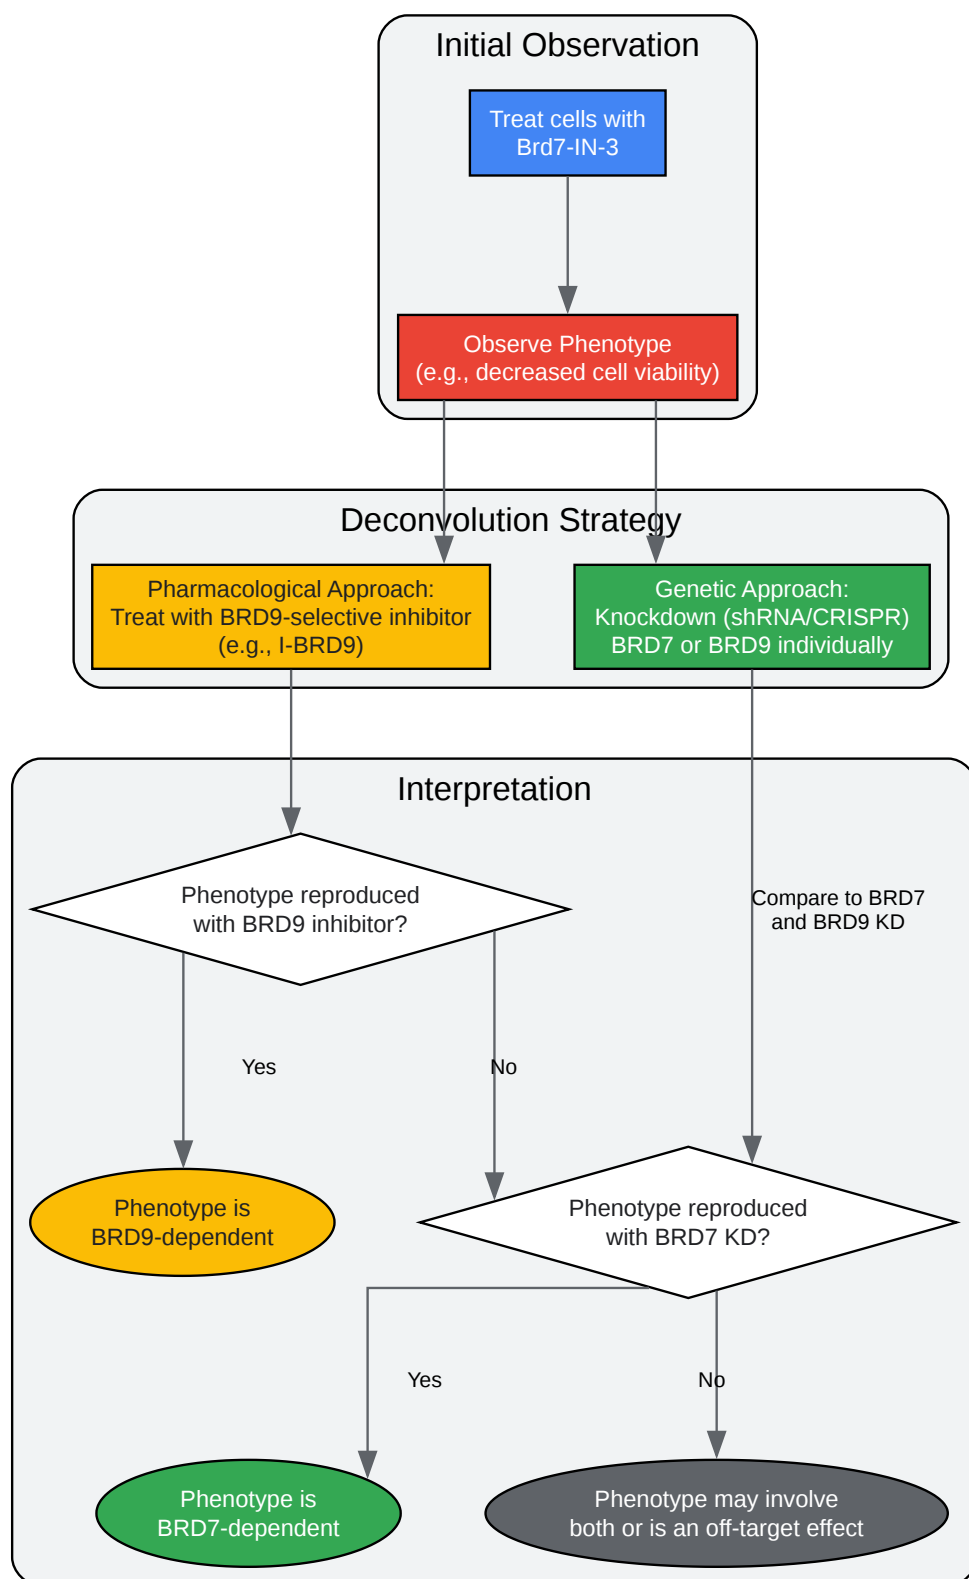 Initial Observation
Treat cells with
Brd7-IN-3
Observe Phenotype
(e.g., decreased cell viability)
Deconvolution Strategy
Pharmacological Approach:
Treat with BRD9-selective inhibitor
(e.g., I-BRD9)
Genetic Approach:
Knockdown (shRNA/CRISPR)
BRD7 or BRD9 individually
Interpretation
Phenotype reproduced
with BRD9 inhibitor?
Compare to BRD7
and BRD9 KD
Yes
No
Phenotype is
BRD9-dependent
Phenotype reproduced
with BRD7 KD?
Yes
No
Phenotype is
BRD7-dependent
Phenotype may involve
both or is an off-target effect